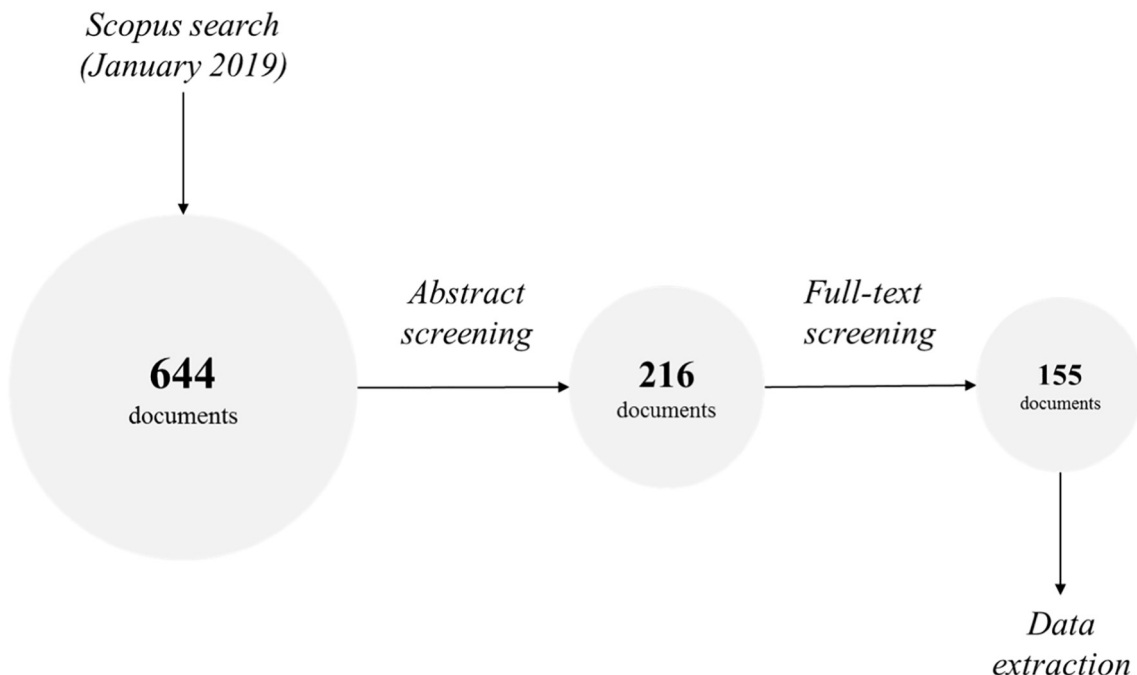 Scopus search
(January 2019)
644
documents
Abstract
screening
216
documents
Full-text
screening
155
documents
Data
extraction